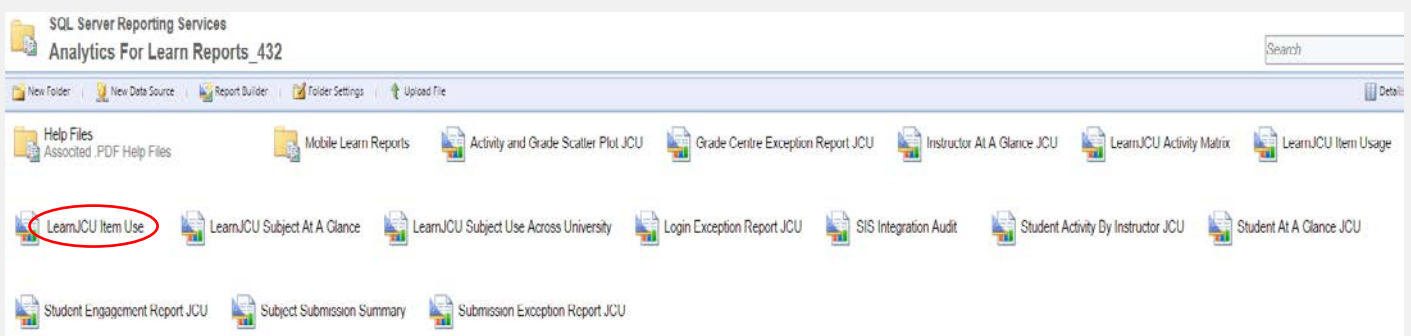 SQL Server Reporting Services
Analytics For Learn Reports_432
Search
New Folder New Data Source Report Builder Folder Settings Upload File Details
Help Files
Associted .PDF Help Files
Mobile Learn Reports Activity and Grade Scatter Plot JCU Grade Centre Exception Report JCU Instructor At A Glance JCU LearnJCU Activity Matrix LearnJCU Item Usage
LearnJCU Item Use LearnJCU Subject At A Glance LearnJCU Subject Use Across University Login Exception Report JCU SIS Integration Audit Student Activity By Instructor JCU Student At A Glance JCU
Student Engagement Report JCU Subject Submission Summary Submission Exception Report JCU